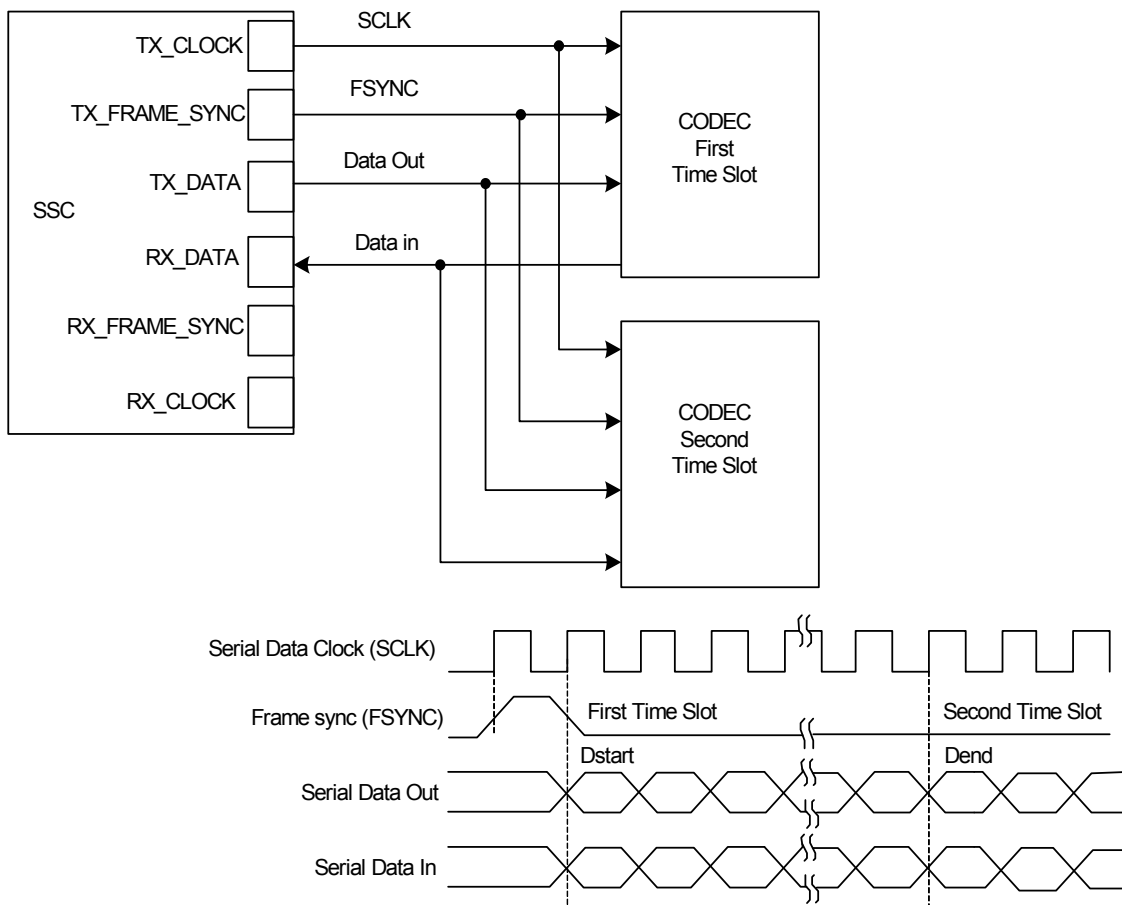 SSC
TX_CLOCK
TX_FRAME_SYNC
TX_DATA
RX_DATA
RX_FRAME_SYNC
RX_CLOCK
SCLK
FSYNC
Data Out
Data in
CODEC
First
Time Slot
CODEC
Second
Time Slot
Serial Data Clock (SCLK)
Frame sync (FSYNC)
First Time Slot
Second Time Slot
Dstart
Dend
Serial Data Out
Serial Data In